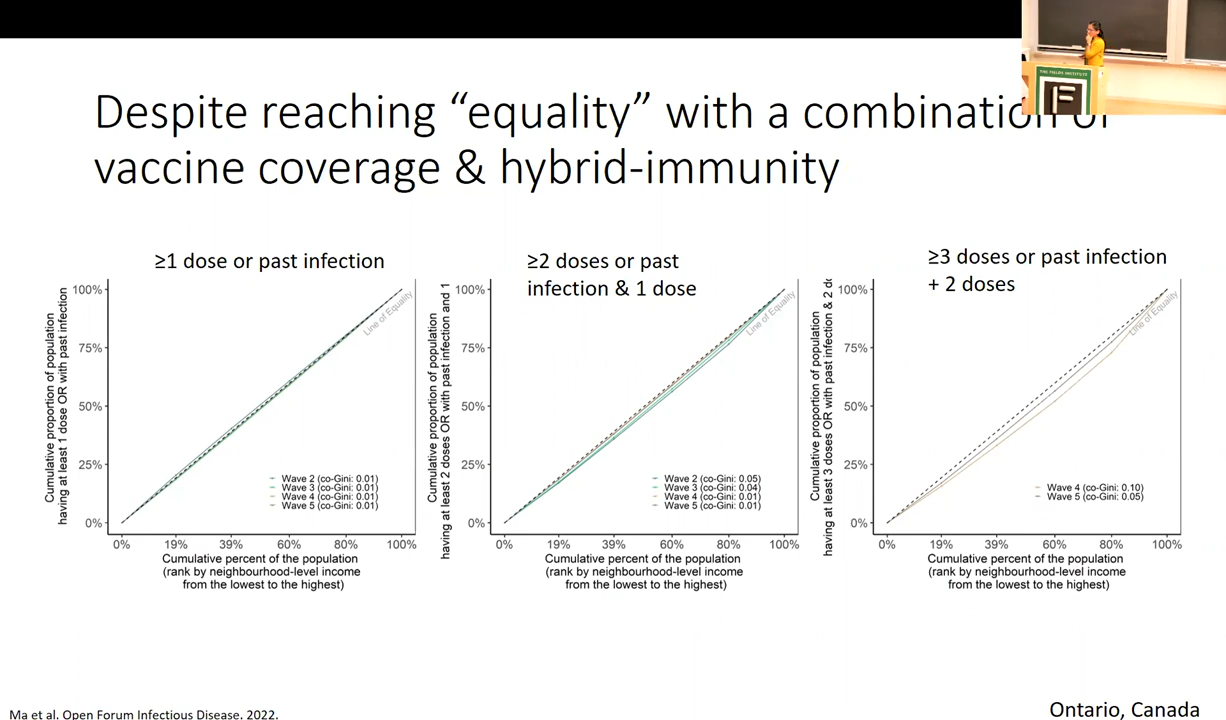 THE FIELDS INSTITUTE
F
Despite reaching “equality” with a combination of
vaccine coverage & hybrid-immunity
≥1 dose or past infection
Cumulative proportion of population
having at least 1 dose OR with past infection
100%
75%
50%
25%
0%
Line of Equality
Wave 2 (co-Gini: 0.01)
Wave 3 (co-Gini: 0.01)
Wave 4 (co-Gini: 0.01)
Wave 5 (co-Gini: 0.01)
0% 19% 39% 60% 80% 100%
Cumulative percent of the population
(rank by neighbourhood-level income
from the lowest to the highest)
≥2 doses or past
infection & 1 dose
Cumulative proportion of population
having at least 2 doses OR with past infection and 1
100%
75%
50%
25%
0%
Line of Equality
Wave 2 (co-Gini: 0.05)
Wave 3 (co-Gini: 0.04)
Wave 4 (co-Gini: 0.01)
Wave 5 (co-Gini: 0.01)
0% 19% 39% 60% 80% 100%
Cumulative percent of the population
(rank by neighbourhood-level income
from the lowest to the highest)
≥3 doses or past infection
+ 2 doses
Cumulative proportion of population
having at least 3 doses OR with past infection & 2 do
100%
75%
50%
25%
0%
Line of Equality
Wave 4 (co-Gini: 0.10)
Wave 5 (co-Gini: 0.05)
0% 19% 39% 60% 80% 100%
Cumulative percent of the population
(rank by neighbourhood-level income
from the lowest to the highest)
Ma et al. Open Forum Infectious Disease. 2022.
Ontario, Canada